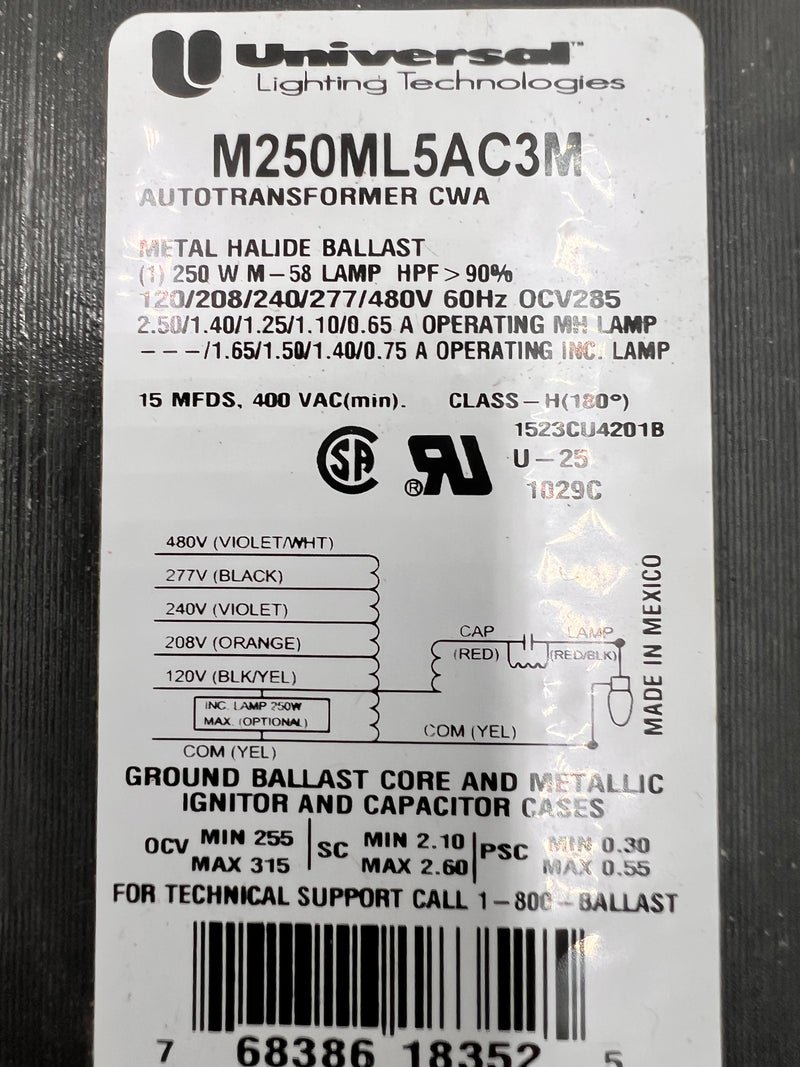 Universal™
Lighting Technologies
M250ML5AC3M
AUTOTRANSFORMER CWA
METAL HALIDE BALLAST
(1) 250 W M-58 LAMP HPF > 90%
120/208/240/277/480V 60Hz OCV285
2.50/1.40/1.25/1.10/0.65 A OPERATING MH LAMP
---/1.65/1.50/1.40/0.75 A OPERATING INC. LAMP
15 MFDS, 400 VAC(min). CLASS-H(180°)
1523CU4201B
U-25
1029C
SA
RU®
480V (VIOLET/WHT)
277V (BLACK)
240V (VIOLET)
208V (ORANGE)
120V (BLK/YEL)
INC. LAMP 250W
MAX. (OPTIONAL)
COM (YEL)
CAP
(RED)
LAMP
(RED/BLK)
COM (YEL)
MADE IN MEXICO
GROUND BALLAST CORE AND METALLIC
IGNITOR AND CAPACITOR CASES
OCV MIN 255 SC MIN 2.10 PSC MIN 0.30
MAX 315 MAX 2.60 MAX 0.55
FOR TECHNICAL SUPPORT CALL 1-800-BALLAST
7 68386 18352 5